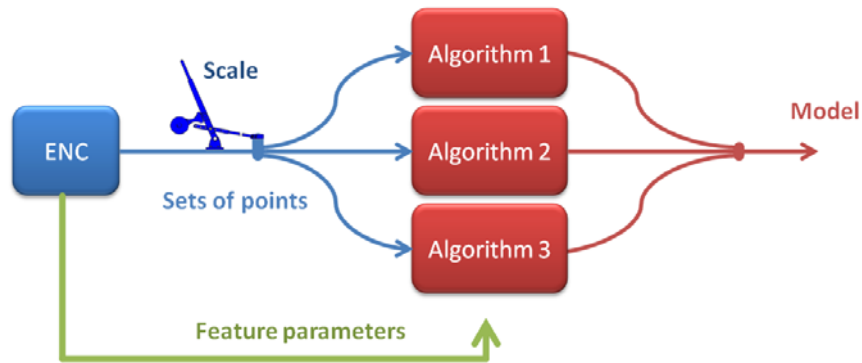 Scale
ENC
Sets of points
Algorithm 1
Algorithm 2
Algorithm 3
Model
Feature parameters